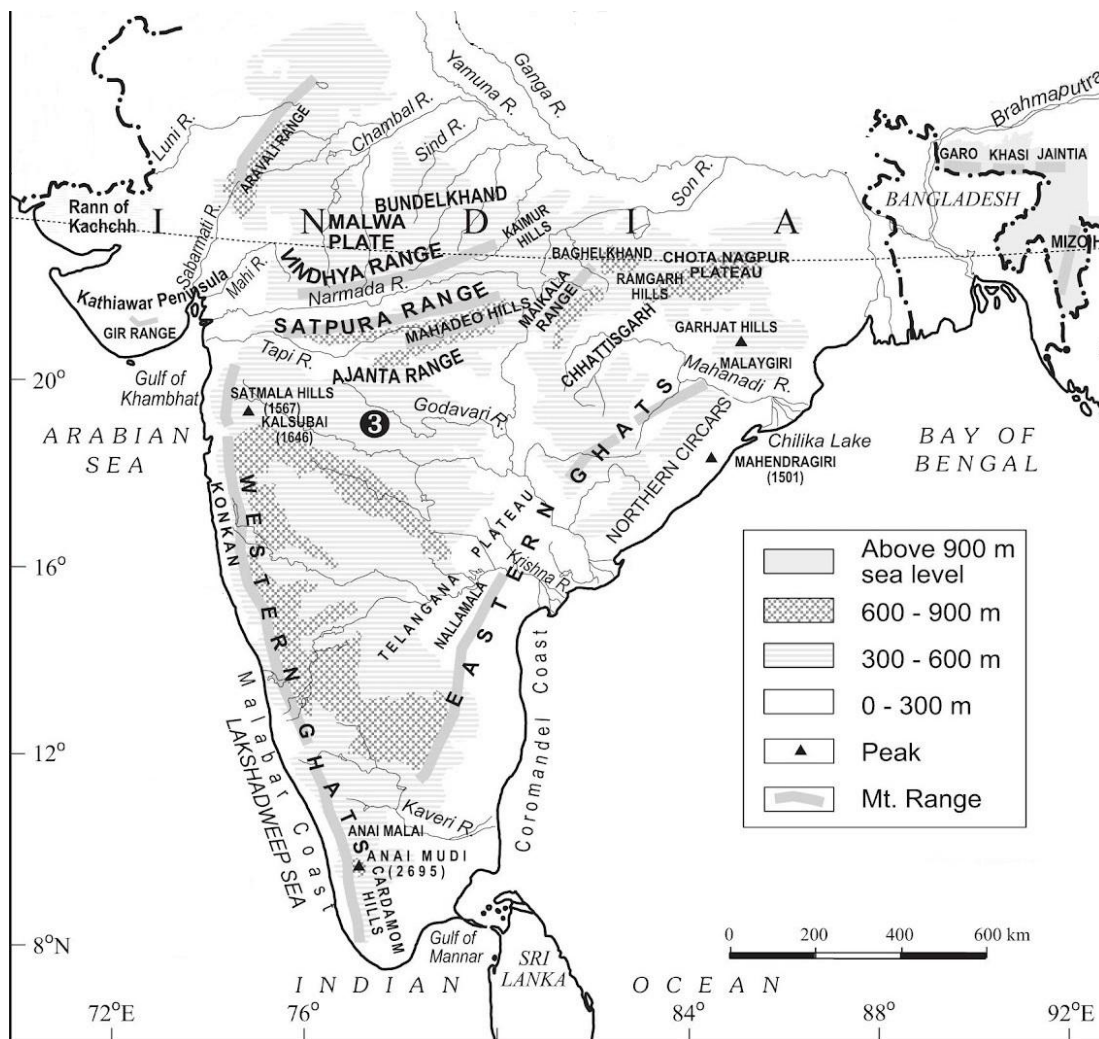 Ganga R.
Yamuna R.
Brahmaputra
Luni R.
ARAVALI RANGE
Chambal R.
Sind R.
GARO KHASI JAINTIA
BUNDELKHAND
Son R.
BANGLADESH
Rann of
Kachchh
I N D I A
MALWA
PLATE
KAIMUR
HILLS
MIZO H
Sabarmati R.
Mahi R.
VINDHYA RANGE
BAGHELKHAND
CHOTA NAGPUR
PLATEAU
Kathiawar Peninsula
Narmada R.
MAIKALA
RANGE
RAMGARH
HILLS
GIR RANGE
SATPURA RANGE
MAHADEO HILLS
GARHJAT HILLS
Tapi R.
AJANTA RANGE
CHHATTISGARH
MALAYGIRI
20°
Gulf of
Khambhat
SATMALA HILLS
(1567)
KALSUBAI
(1646)
3
Godavari R.
Mahanadi R.
ARABIAN
SEA
Chilika Lake
BAY OF
BENGAL
MAHENDRAGIRI
(1501)
NORTHERN CIRCARS
EASTERN GHATS
WESTERN GHATS
KONKAN
TELANGANA PLATEAU
Krishna R.
NALLAMALA
16°
Above 900 m
sea level
600 - 900 m
300 - 600 m
0 - 300 m
Peak
Mt. Range
Malabar Coast
LAKSHADWEEP SEA
Coromandel Coast
12°
Kaveri R.
ANAI MALAI
ANAI MUDI
(2695)
CARDAMOM
HILLS
8°N
Gulf of
Mannar
SRI
LANKA
0 200 400 600 km
INDIAN OCEAN
72°E 76° 84° 88° 92°E